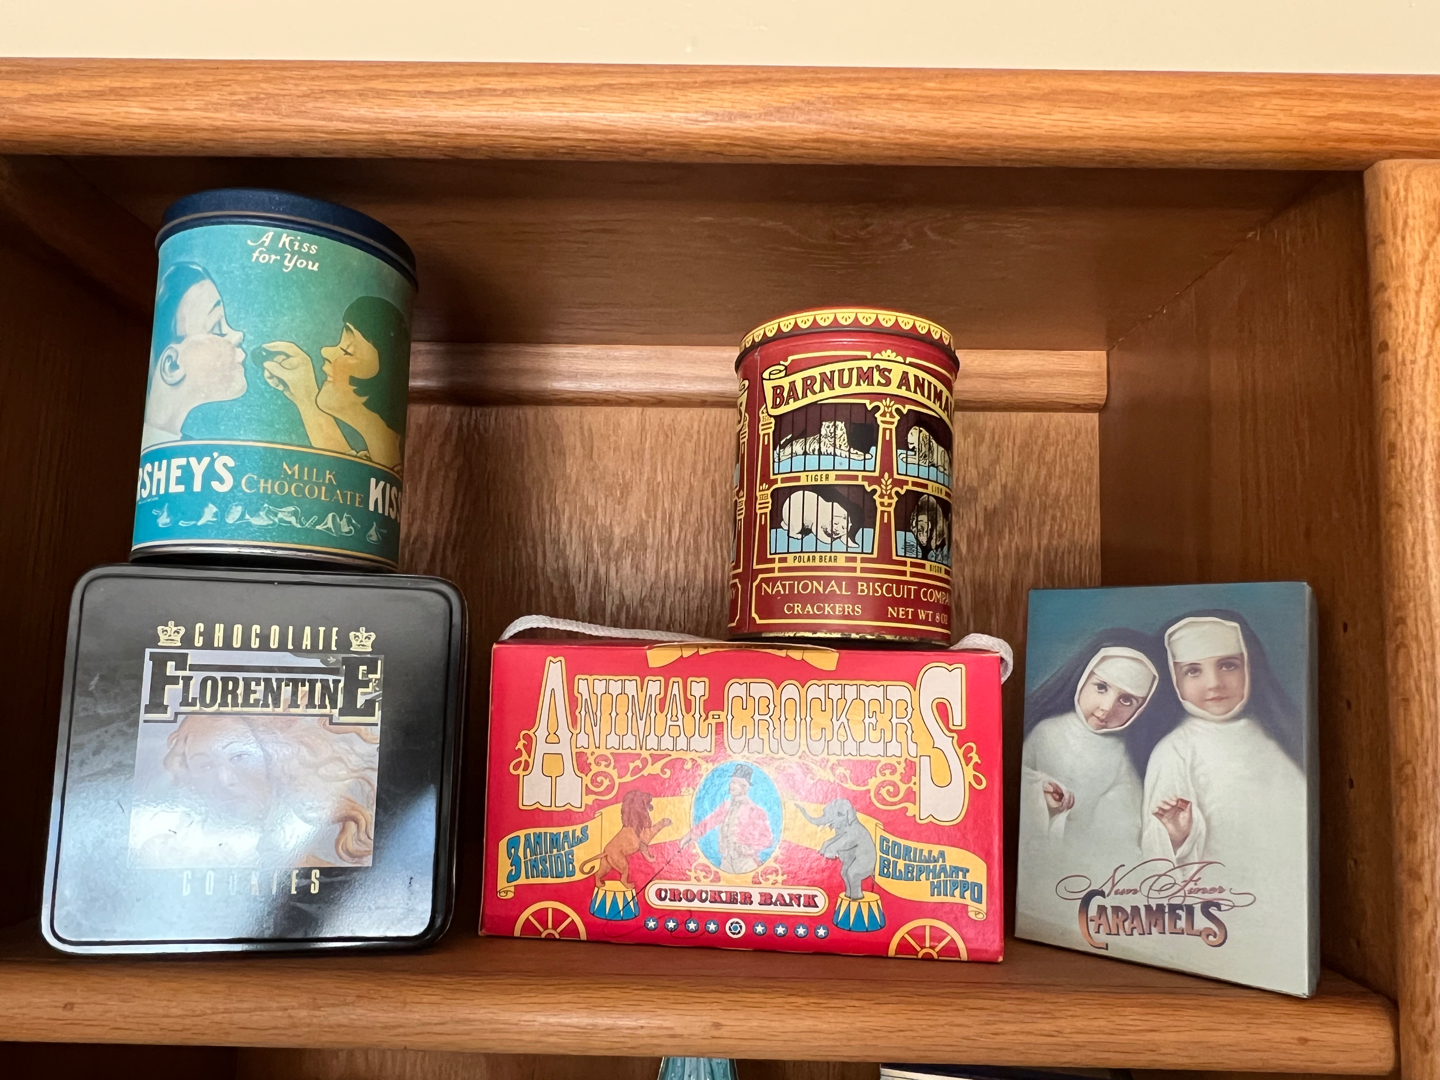 A Kiss
for You
RSHEY'S MILK CHOCOLATE KIS
CHOCOLATE
FLORENTINE
COOKIES
BARNUM'S ANIMA
TIGER
LION
POLAR BEAR
BISON
NATIONAL BISCUIT COMPA
CRACKERS NET WT 8 OZ
ANIMAL-CROCKERS
3 ANIMALS
INSIDE
GORILLA
ELEPHANT
HIPPO
CROCKER BANK
Nun Finer
CARAMELS